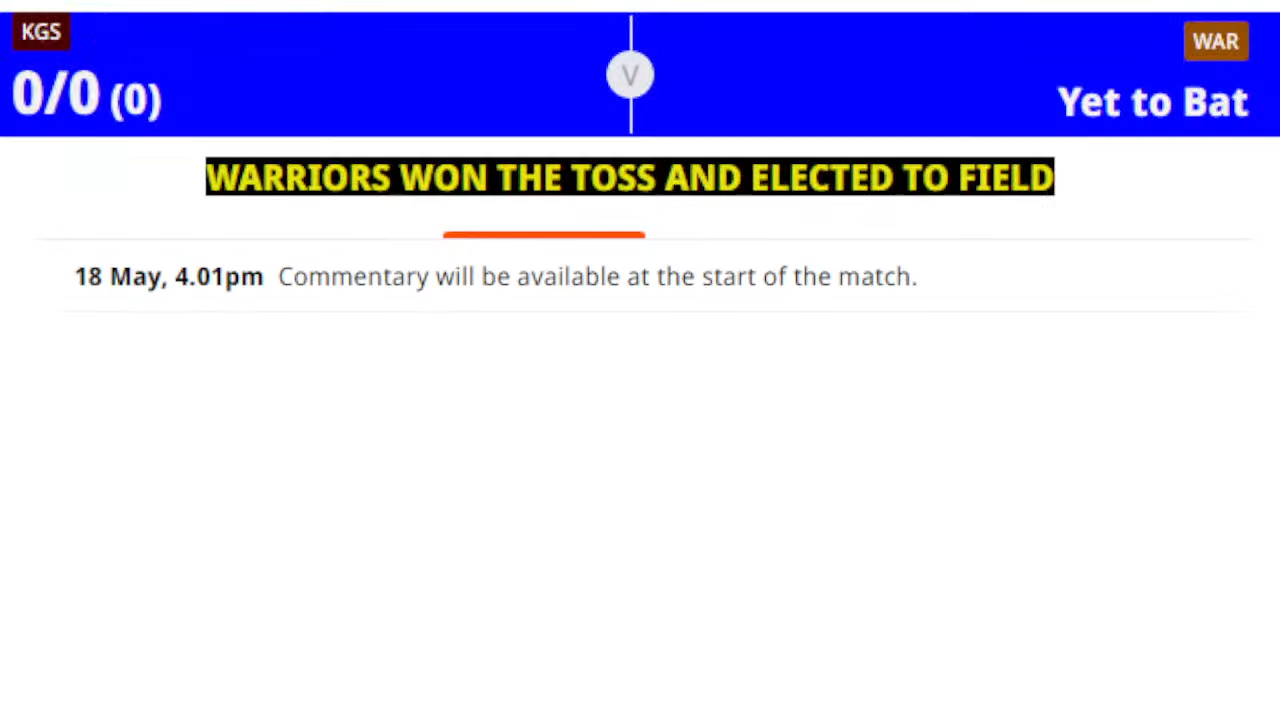 KGS
WAR
V
0/0 (0)
Yet to Bat
WARRIORS WON THE TOSS AND ELECTED TO FIELD
18 May, 4.01pm Commentary will be available at the start of the match.